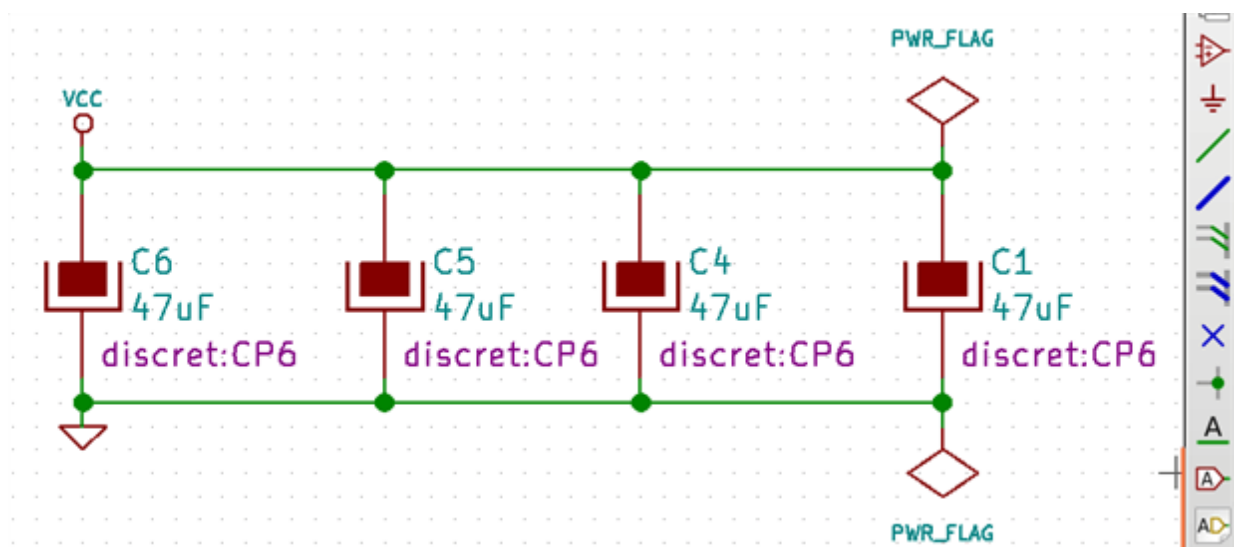 PWR_FLAG
VCC
C6
47uF
discret:CP6
C5
47uF
discret:CP6
C4
47uF
discret:CP6
C1
47uF
discret:CP6
PWR_FLAG
A
A
AD